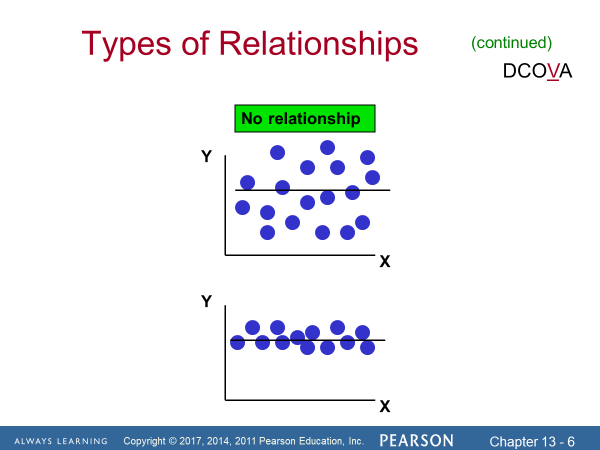 Types of Relationships
(continued)
DCOVA
No relationship
Y
X
Y
X
ALWAYS LEARNING Copyright © 2017, 2014, 2011 Pearson Education, Inc. PEARSON Chapter 13 - 6